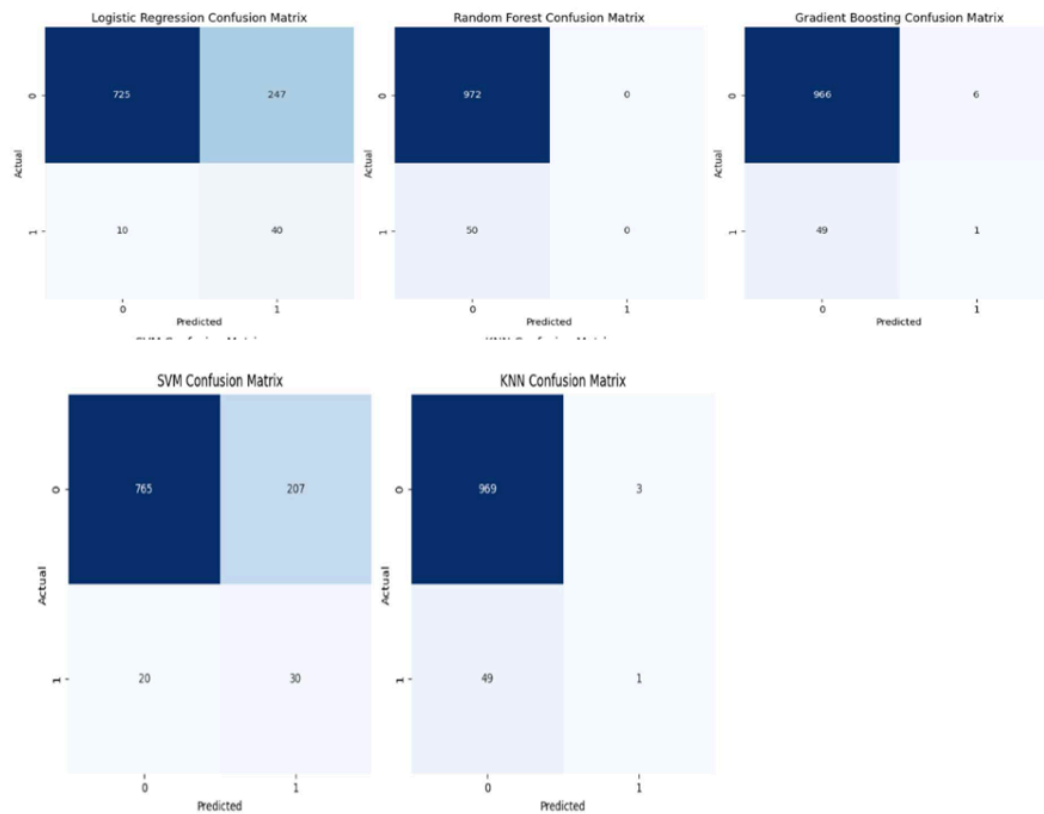 Logistic Regression Confusion Matrix
0
725
247
Actual
1
10
40
0
1
Predicted
Random Forest Confusion Matrix
0
972
0
Actual
1
50
0
0
1
Predicted
Gradient Boosting Confusion Matrix
0
966
6
Actual
1
49
1
0
1
Predicted
SVM Confusion Matrix
0
765
207
Actual
1
20
30
0
1
Predicted
KNN Confusion Matrix
0
969
3
Actual
1
49
1
0
1
Predicted